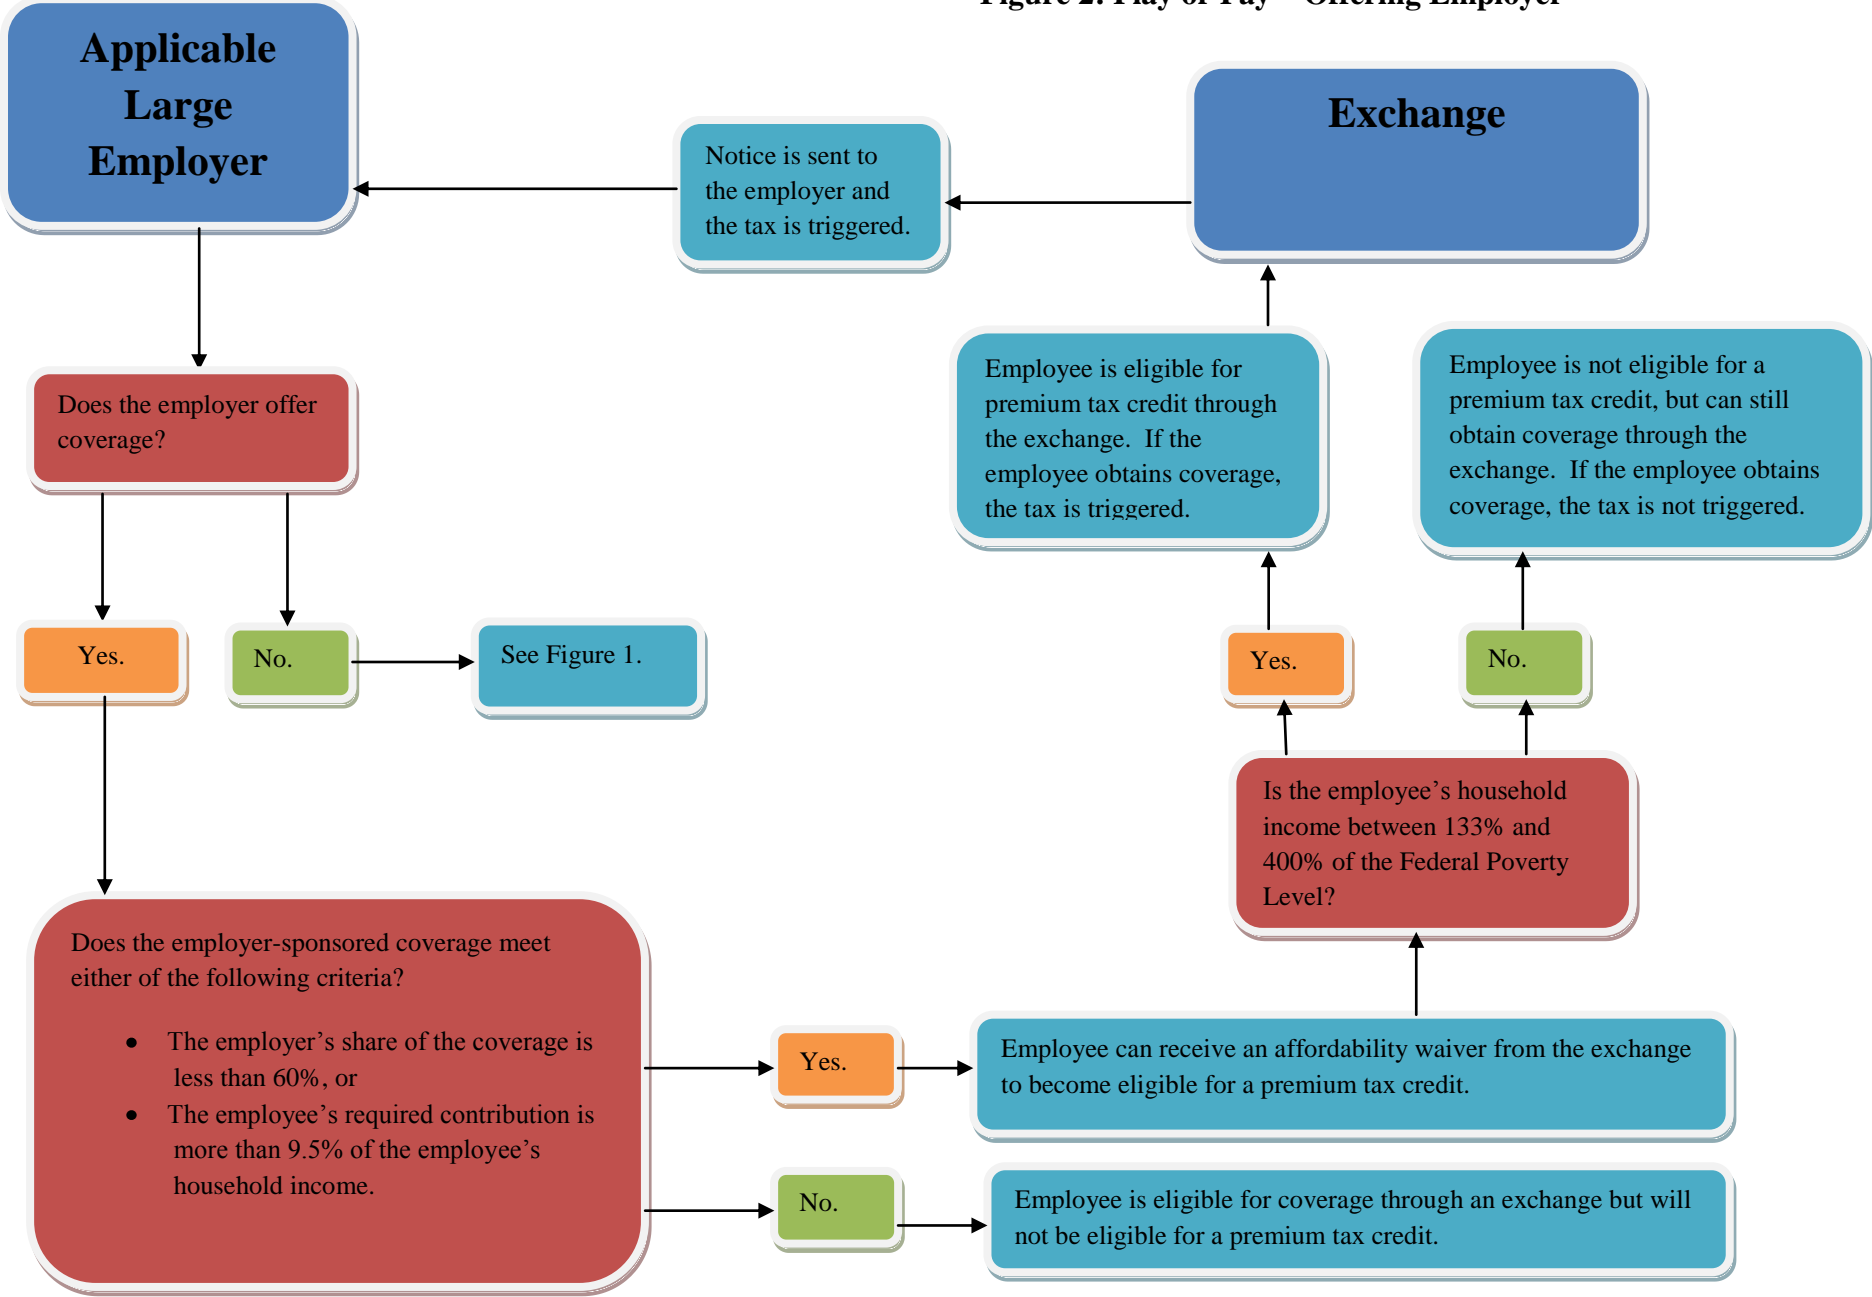 Figure 2: Play or Pay – Offering Employer
Applicable
Large
Employer
Exchange
Notice is sent to
the employer and
the tax is triggered.
Does the employer offer
coverage?
Employee is eligible for
premium tax credit through
the exchange. If the
employee obtains coverage,
the tax is triggered.
Employee is not eligible for a
premium tax credit, but can still
obtain coverage through the
exchange. If the employee obtains
coverage, the tax is not triggered.
Yes.
No.
See Figure 1.
Yes.
No.
Is the employee’s household
income between 133% and
400% of the Federal Poverty
Level?
Does the employer-sponsored coverage meet
either of the following criteria?
• The employer’s share of the coverage is
less than 60%, or
• The employee’s required contribution is
more than 9.5% of the employee’s
household income.
Yes.
Employee can receive an affordability waiver from the exchange
to become eligible for a premium tax credit.
No.
Employee is eligible for coverage through an exchange but will
not be eligible for a premium tax credit.